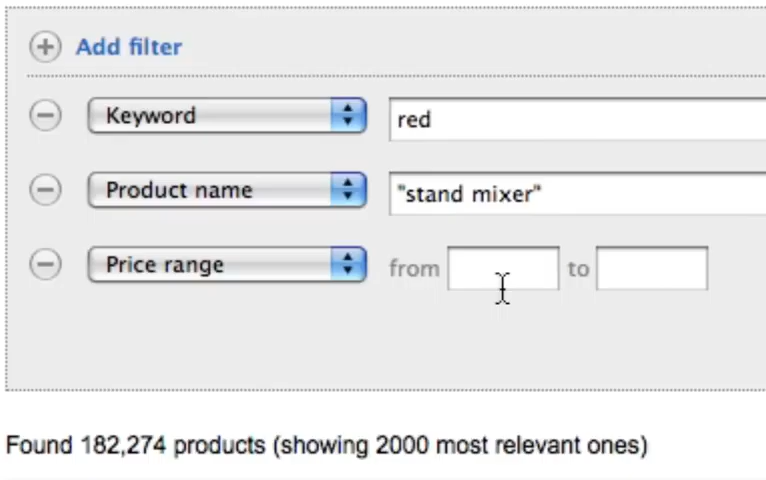 Add filter
Keyword red
Product name "stand mixer"
Price range from to
Found 182,274 products (showing 2000 most relevant ones)